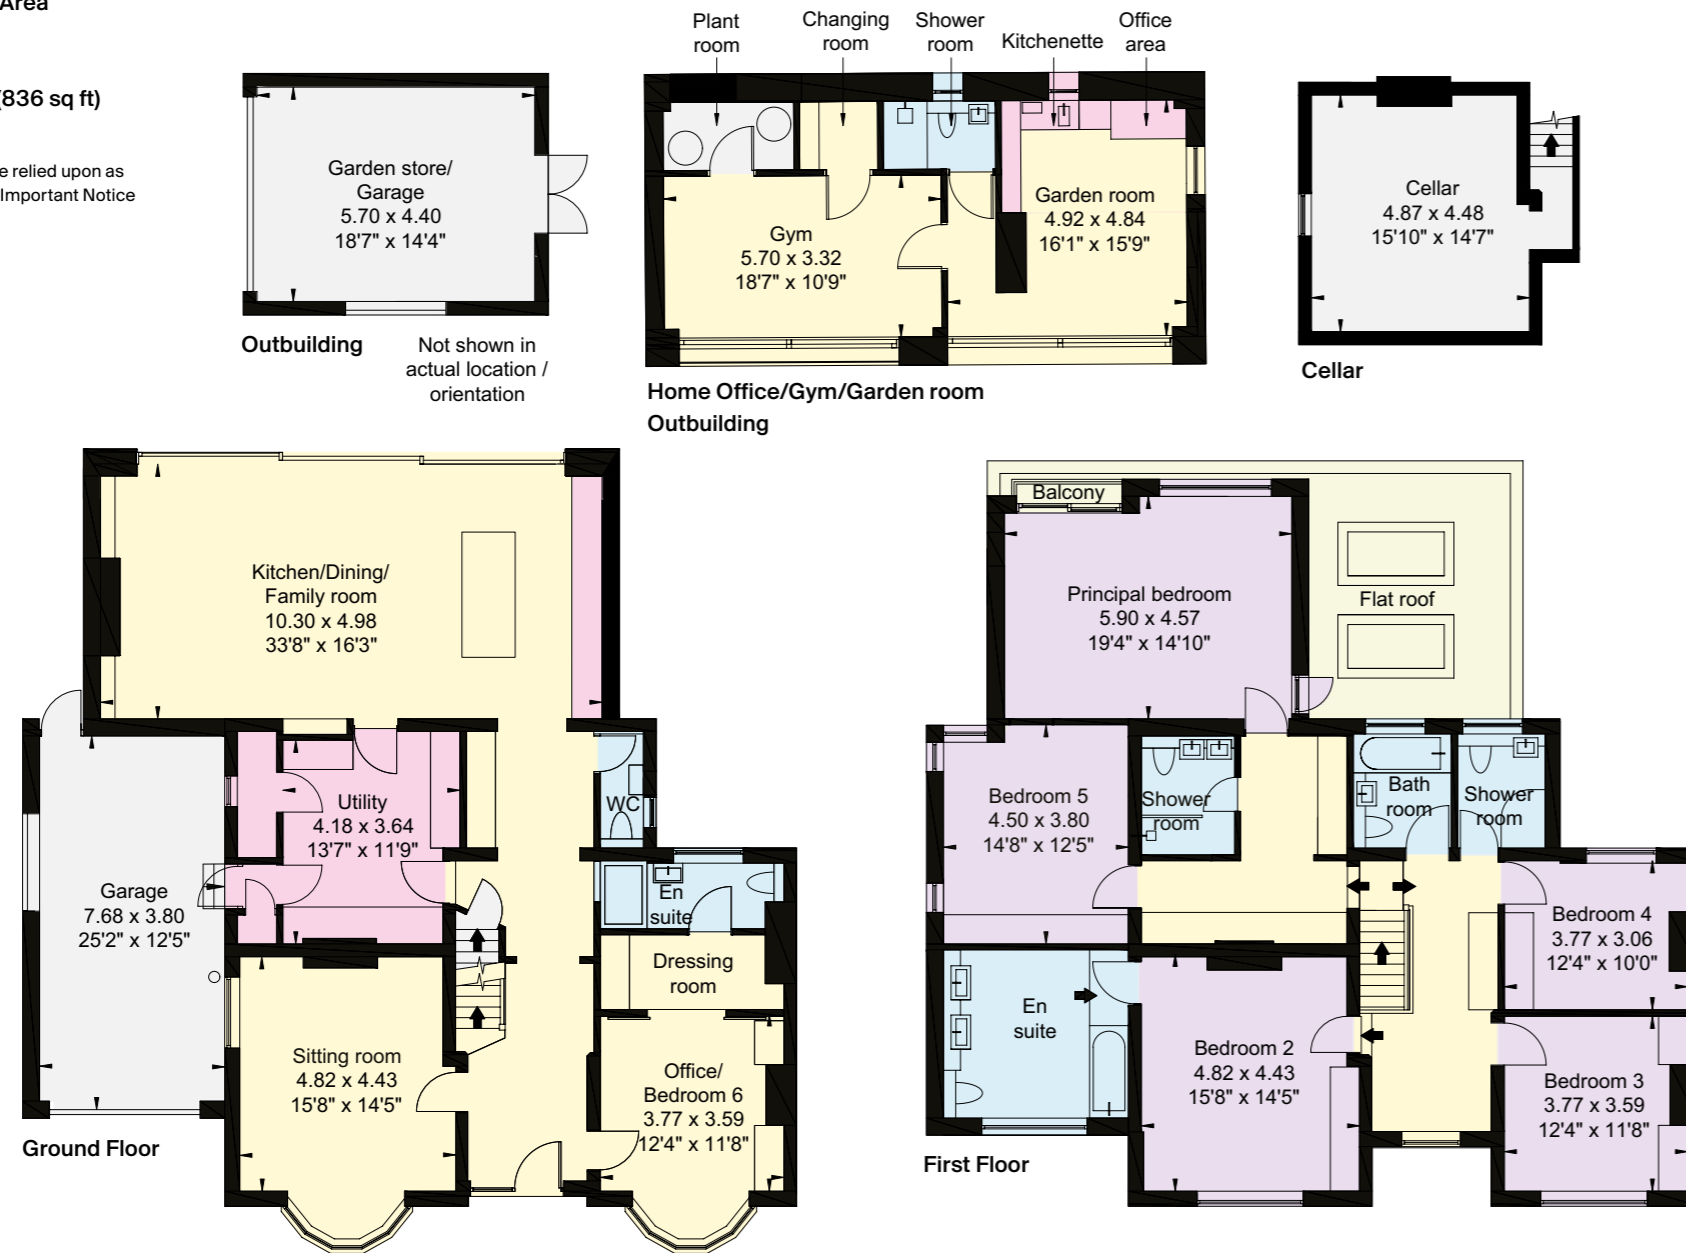 Area
(836 sq ft)
e relied upon as
Important Notice
Garden store/
Garage
5.70 x 4.40
18'7" x 14'4"
Outbuilding
Not shown in
actual location /
orientation
Plant
room
Changing
room
Shower
room
Kitchenette
Office
area
Gym
5.70 x 3.32
18'7" x 10'9"
Garden room
4.92 x 4.84
16'1" x 15'9"
Home Office/Gym/Garden room
Outbuilding
Cellar
4.87 x 4.48
15'10" x 14'7"
Cellar
Kitchen/Dining/
Family room
10.30 x 4.98
33'8" x 16'3"
Utility
4.18 x 3.64
13'7" x 11'9"
WC
Garage
7.68 x 3.80
25'2" x 12'5"
En
suite
Dressing
room
Sitting room
4.82 x 4.43
15'8" x 14'5"
Office/
Bedroom 6
3.77 x 3.59
12'4" x 11'8"
Ground Floor
Balcony
Principal bedroom
5.90 x 4.57
19'4" x 14'10"
Flat roof
Bedroom 5
4.50 x 3.80
14'8" x 12'5"
Shower
room
Bath
room
Shower
room
Bedroom 4
3.77 x 3.06
12'4" x 10'0"
En
suite
Bedroom 2
4.82 x 4.43
15'8" x 14'5"
Bedroom 3
3.77 x 3.59
12'4" x 11'8"
First Floor